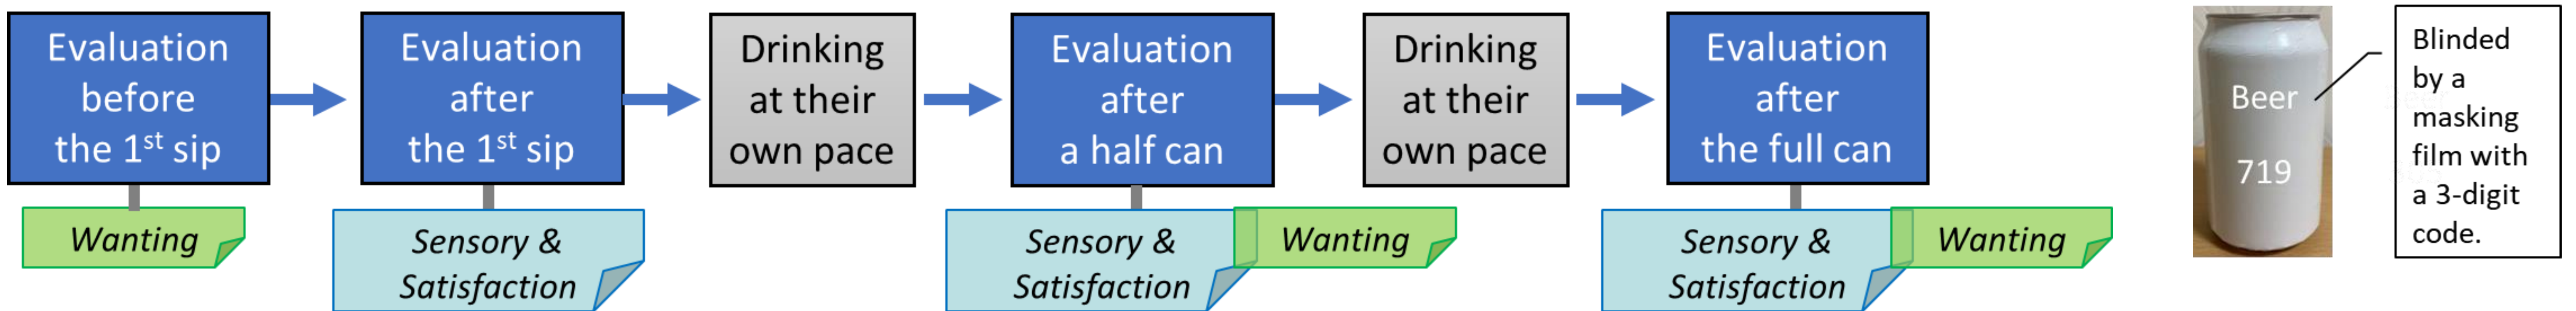 Evaluation
before
the 1st sip
Wanting
Evaluation
after
the 1st sip
Sensory &
Satisfaction
Drinking
at their
own pace
Evaluation
after
a half can
Sensory &
Satisfaction
Wanting
Drinking
at their
own pace
Evaluation
after
the full can
Sensory &
Satisfaction
Wanting
Beer
719
Blinded
by a
masking
film with
a 3-digit
code.